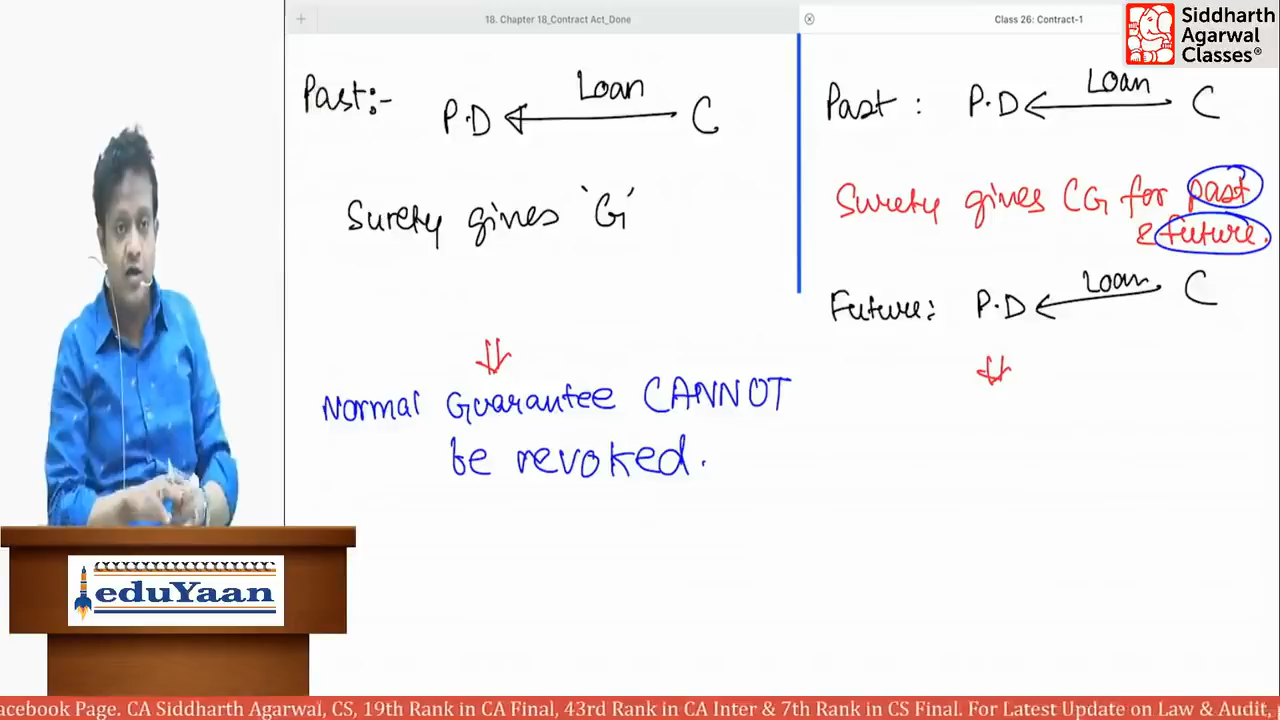 18. Chapter 18_Contract Act_Done
Class 26: Contract-1
Siddharth
Agarwal
Classes®
Past:-
Loan
P.D
C
Surety gives 'G'
Normal Guarantee CANNOT
be revoked.
Past :
Loan
P.D
C
Surety gives CG for past
& future.
Future:
Loan
P.D
C
eduYaan
acebook Page. CA Siddharth Agarwal, CS, 19th Rank in CA Final, 43rd Rank in CA Inter & 7th Rank in CS Final. For Latest Update on Law & Audit,